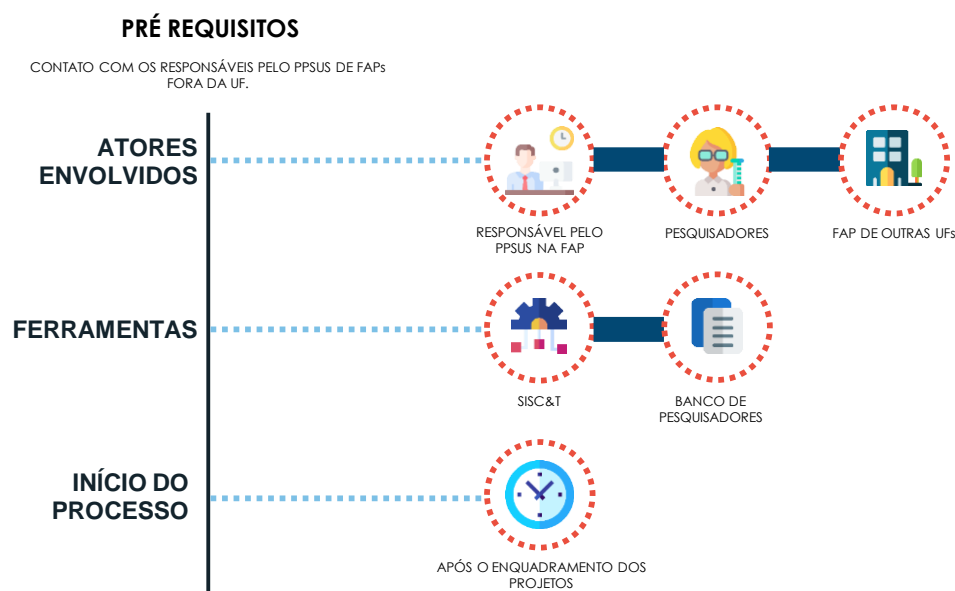 PRÉ REQUISITOS
CONTATO COM OS RESPONSÁVEIS PELO PPSUS DE FAPs
FORA DA UF.
ATORES
ENVOLVIDOS
RESPONSÁVEL PELO
PPSUS NA FAP
PESQUISADORES
FAP DE OUTRAS UFs
FERRAMENTAS
SISC&T
BANCO DE
PESQUISADORES
INÍCIO DO
PROCESSO
APÓS O ENQUADRAMENTO DOS
PROJETOS